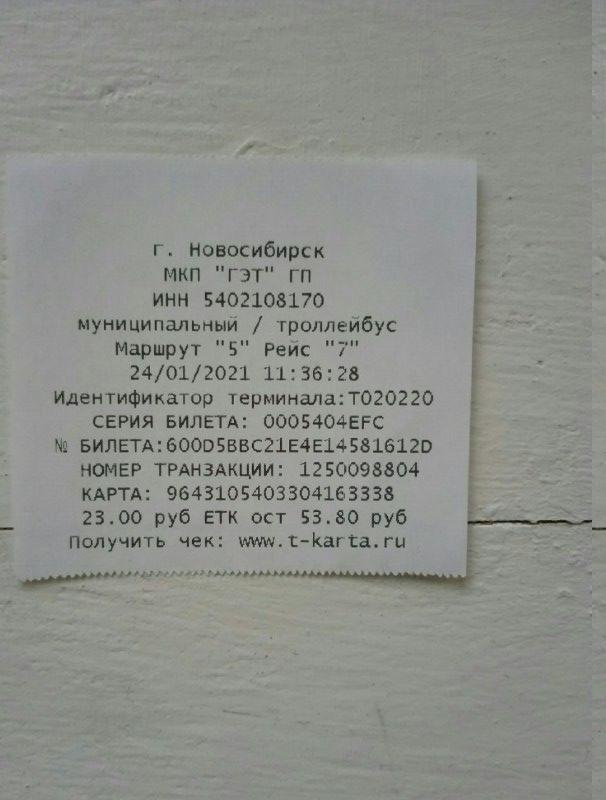 г. Новосибирск
МКП "ГЭТ" ГП
ИНН 5402108170
муниципальный / троллейбус
Маршрут "5" Рейс "7"
24/01/2021 11:36:28
Идентификатор терминала:T020220
СЕРИЯ БИЛЕТА: 0005404EFC
№ БИЛЕТА:600D5BBC21E4E14581612D
НОМЕР ТРАНЗАКЦИИ: 1250098804
КАРТА: 9643105403304163338
23.00 руб ЕТК ост 53.80 руб
Получить чек: www.t-karta.ru